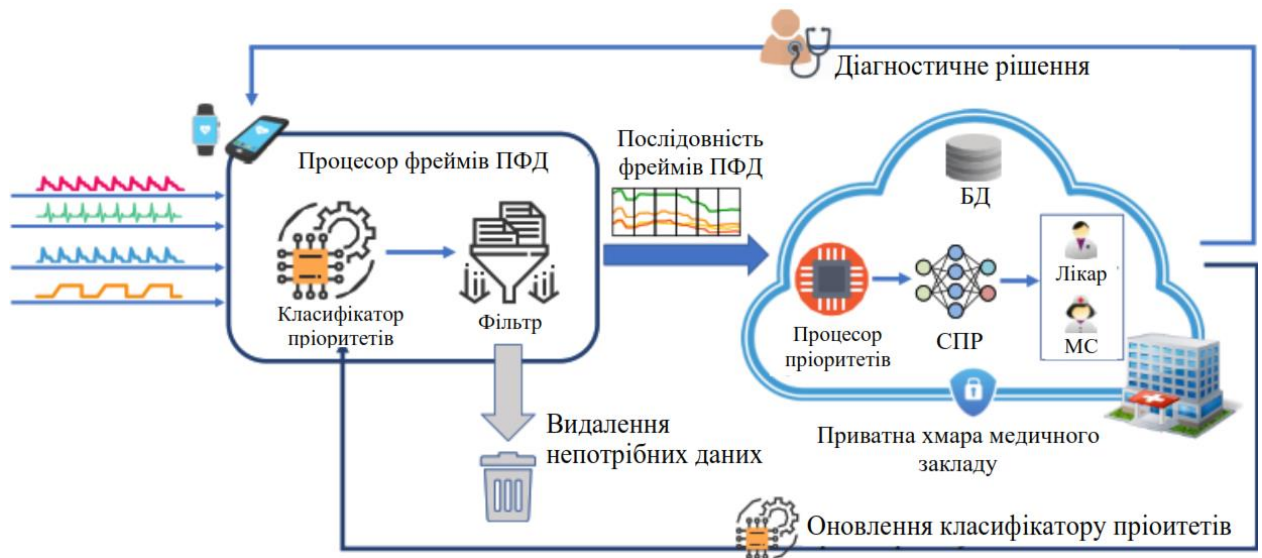 Діагностичне рішення
Процесор фреймів ПФД
Послідовність
фреймів ПФД
БД
Класифікатор
пріоритетів
Фільтр
Процесор
пріоритетів
СПР
Лікар
МС
Видалення
непотрібних даних
Приватна хмара медичного
закладу
Оновлення класифікатору пріоитетів